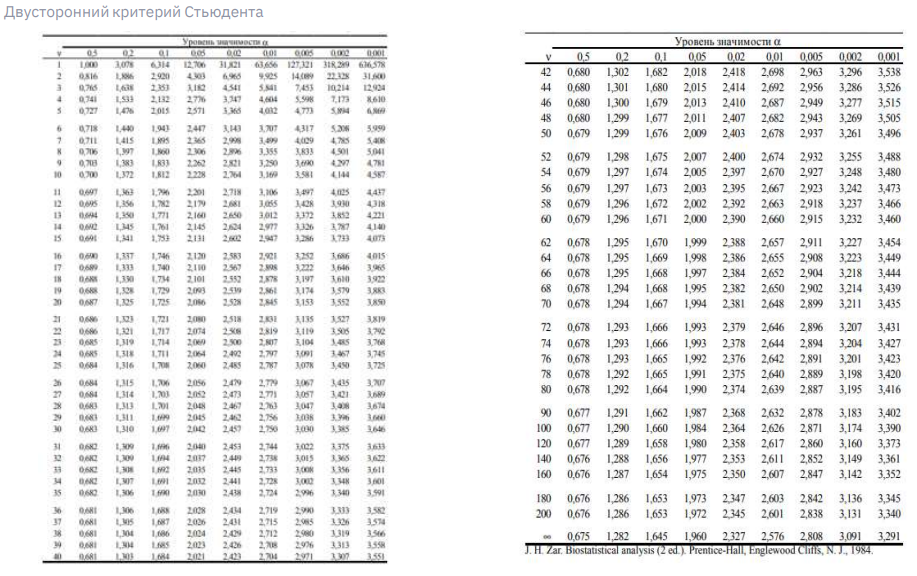 Двусторонний критерий Стьюдента
Уровень значимости α
ν 0,5 0,2 0,1 0,05 0,02 0,01 0,005 0,002 0,001
1 1,000 3,078 6,314 12,706 31,821 63,656 127,321 318,289 636,578
2 0,816 1,886 2,920 4,303 6,965 9,925 14,089 22,328 31,600
3 0,765 1,638 2,353 3,182 4,541 5,841 7,453 10,214 12,924
4 0,741 1,533 2,132 2,776 3,747 4,604 5,598 7,173 8,610
5 0,727 1,476 2,015 2,571 3,365 4,032 4,773 5,894 6,869
6 0,718 1,440 1,943 2,447 3,143 3,707 4,317 5,208 5,959
7 0,711 1,415 1,895 2,365 2,998 3,499 4,029 4,785 5,408
8 0,706 1,397 1,860 2,306 2,896 3,355 3,833 4,501 5,041
9 0,703 1,383 1,833 2,262 2,821 3,250 3,690 4,297 4,781
10 0,700 1,372 1,812 2,228 2,764 3,169 3,581 4,144 4,587
11 0,697 1,363 1,796 2,201 2,718 3,106 3,497 4,025 4,437
12 0,695 1,356 1,782 2,179 2,681 3,055 3,428 3,930 4,318
13 0,694 1,350 1,771 2,160 2,650 3,012 3,372 3,852 4,221
14 0,692 1,345 1,761 2,145 2,624 2,977 3,326 3,787 4,140
15 0,691 1,341 1,753 2,131 2,602 2,947 3,286 3,733 4,073
16 0,690 1,337 1,746 2,120 2,583 2,921 3,252 3,686 4,015
17 0,689 1,333 1,740 2,110 2,567 2,898 3,222 3,646 3,965
18 0,688 1,330 1,734 2,101 2,552 2,878 3,197 3,610 3,922
19 0,688 1,328 1,729 2,093 2,539 2,861 3,174 3,579 3,883
20 0,687 1,325 1,725 2,086 2,528 2,845 3,153 3,552 3,850
21 0,686 1,323 1,721 2,080 2,518 2,831 3,135 3,527 3,819
22 0,686 1,321 1,717 2,074 2,508 2,819 3,119 3,505 3,792
23 0,685 1,319 1,714 2,069 2,500 2,807 3,104 3,485 3,768
24 0,685 1,318 1,711 2,064 2,492 2,797 3,091 3,467 3,745
25 0,684 1,316 1,708 2,060 2,485 2,787 3,078 3,450 3,725
26 0,684 1,315 1,706 2,056 2,479 2,779 3,067 3,435 3,707
27 0,684 1,314 1,703 2,052 2,473 2,771 3,057 3,421 3,689
28 0,683 1,313 1,701 2,048 2,467 2,763 3,047 3,408 3,674
29 0,683 1,311 1,699 2,045 2,462 2,756 3,038 3,396 3,660
30 0,683 1,310 1,697 2,042 2,457 2,750 3,030 3,385 3,646
31 0,682 1,309 1,696 2,040 2,453 2,744 3,022 3,375 3,633
32 0,682 1,309 1,694 2,037 2,449 2,738 3,015 3,365 3,622
33 0,682 1,308 1,692 2,035 2,445 2,733 3,008 3,356 3,611
34 0,682 1,307 1,691 2,032 2,441 2,728 3,002 3,348 3,601
35 0,682 1,306 1,690 2,030 2,438 2,724 2,996 3,340 3,591
36 0,681 1,306 1,688 2,028 2,434 2,719 2,990 3,333 3,582
37 0,681 1,305 1,687 2,026 2,431 2,715 2,985 3,326 3,574
38 0,681 1,304 1,686 2,024 2,429 2,712 2,980 3,319 3,566
39 0,681 1,304 1,685 2,023 2,426 2,708 2,976 3,313 3,558
40 0,681 1,303 1,684 2,021 2,423 2,704 2,971 3,307 3,551
Уровень значимости α
ν 0,5 0,2 0,1 0,05 0,02 0,01 0,005 0,002 0,001
42 0,680 1,302 1,682 2,018 2,418 2,698 2,963 3,296 3,538
44 0,680 1,301 1,680 2,015 2,414 2,692 2,956 3,286 3,526
46 0,680 1,300 1,679 2,013 2,410 2,687 2,949 3,277 3,515
48 0,680 1,299 1,677 2,011 2,407 2,682 2,943 3,269 3,505
50 0,679 1,299 1,676 2,009 2,403 2,678 2,937 3,261 3,496
52 0,679 1,298 1,675 2,007 2,400 2,674 2,932 3,255 3,488
54 0,679 1,297 1,674 2,005 2,397 2,670 2,927 3,248 3,480
56 0,679 1,297 1,673 2,003 2,395 2,667 2,923 3,242 3,473
58 0,679 1,296 1,672 2,002 2,392 2,663 2,918 3,237 3,466
60 0,679 1,296 1,671 2,000 2,390 2,660 2,915 3,232 3,460
62 0,678 1,295 1,670 1,999 2,388 2,657 2,911 3,227 3,454
64 0,678 1,295 1,669 1,998 2,386 2,655 2,908 3,223 3,449
66 0,678 1,295 1,668 1,997 2,384 2,652 2,904 3,218 3,444
68 0,678 1,294 1,668 1,995 2,382 2,650 2,902 3,214 3,439
70 0,678 1,294 1,667 1,994 2,381 2,648 2,899 3,211 3,435
72 0,678 1,293 1,666 1,993 2,379 2,646 2,896 3,207 3,431
74 0,678 1,293 1,666 1,993 2,378 2,644 2,894 3,204 3,427
76 0,678 1,293 1,665 1,992 2,376 2,642 2,891 3,201 3,423
78 0,678 1,292 1,665 1,991 2,375 2,640 2,889 3,198 3,420
80 0,678 1,292 1,664 1,990 2,374 2,639 2,887 3,195 3,416
90 0,677 1,291 1,662 1,987 2,368 2,632 2,878 3,183 3,402
100 0,677 1,290 1,660 1,984 2,364 2,626 2,871 3,174 3,390
120 0,677 1,289 1,658 1,980 2,358 2,617 2,860 3,160 3,373
140 0,676 1,288 1,656 1,977 2,353 2,611 2,852 3,149 3,361
160 0,676 1,287 1,654 1,975 2,350 2,607 2,847 3,142 3,352
180 0,676 1,286 1,653 1,973 2,347 2,603 2,842 3,136 3,345
200 0,676 1,286 1,653 1,972 2,345 2,601 2,838 3,131 3,340
∞ 0,675 1,282 1,645 1,960 2,327 2,576 2,808 3,091 3,291
J. H. Zar. Biostatistical analysis (2 ed.). Prentice-Hall, Englewood Cliffs, N. J., 1984.